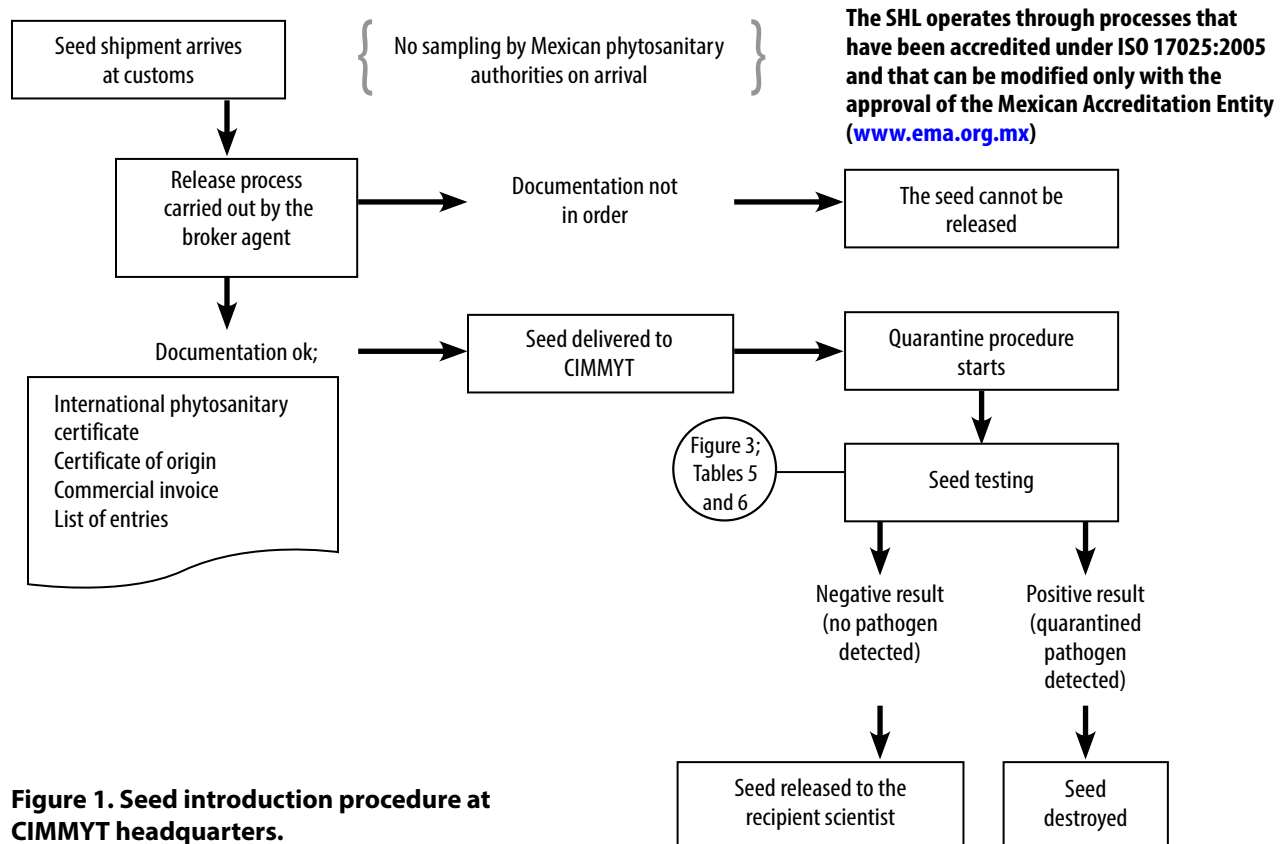 Seed shipment arrives
at customs
No sampling by Mexican phytosanitary
authorities on arrival
The SHL operates through processes that
have been accredited under ISO 17025:2005
and that can be modified only with the
approval of the Mexican Accreditation Entity
(www.ema.org.mx)
Release process
carried out by the
broker agent
Documentation not
in order
The seed cannot be
released
Documentation ok;
Seed delivered to
CIMMYT
Quarantine procedure
starts
International phytosanitary
certificate
Certificate of origin
Commercial invoice
List of entries
Figure 3;
Tables 5
and 6
Seed testing
Negative result
(no pathogen
detected)
Positive result
(quarantined
pathogen
detected)
Seed released to the
recipient scientist
Seed
destroyed
Figure 1. Seed introduction procedure at
CIMMYT headquarters.